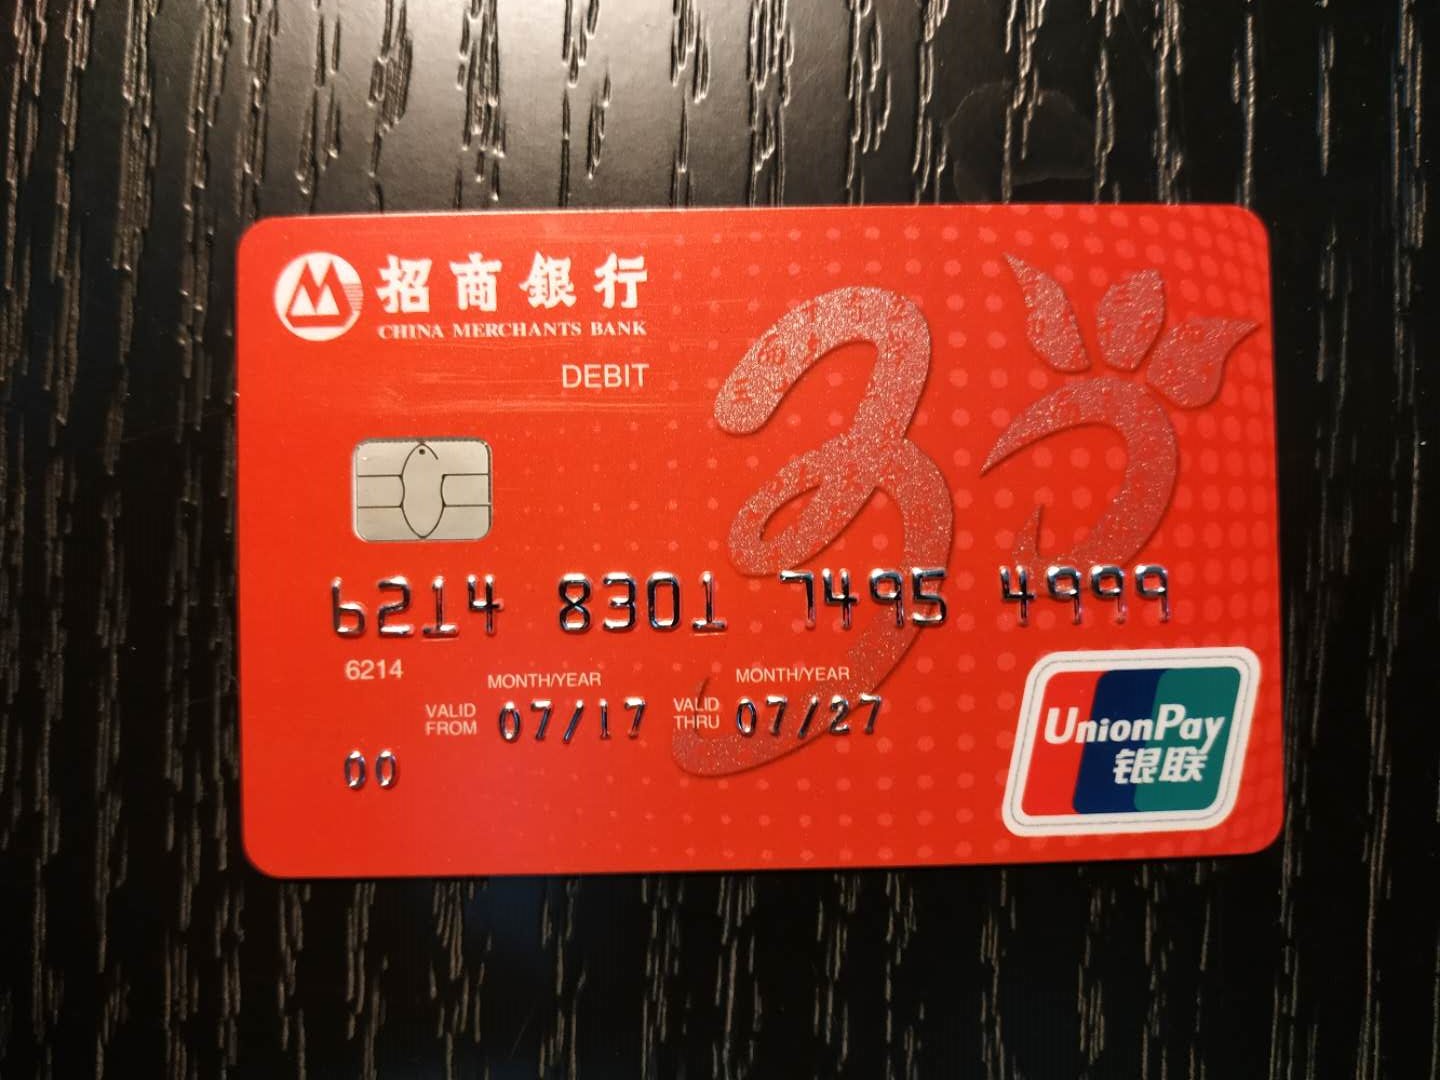 招商銀行
CHINA MERCHANTS BANK
DEBIT
6214 8301 7495 4999
6214
MONTH/YEAR MONTH/YEAR
VALID FROM 07/17 VALID THRU 07/27
00
UnionPay
银联